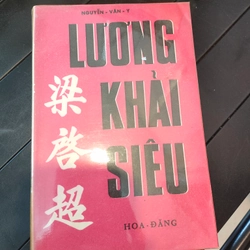 NGUYỄN-VĂN-Y
LƯƠNG
KHẢI
SIÊU
梁啓超
HOA-ĐĂNG